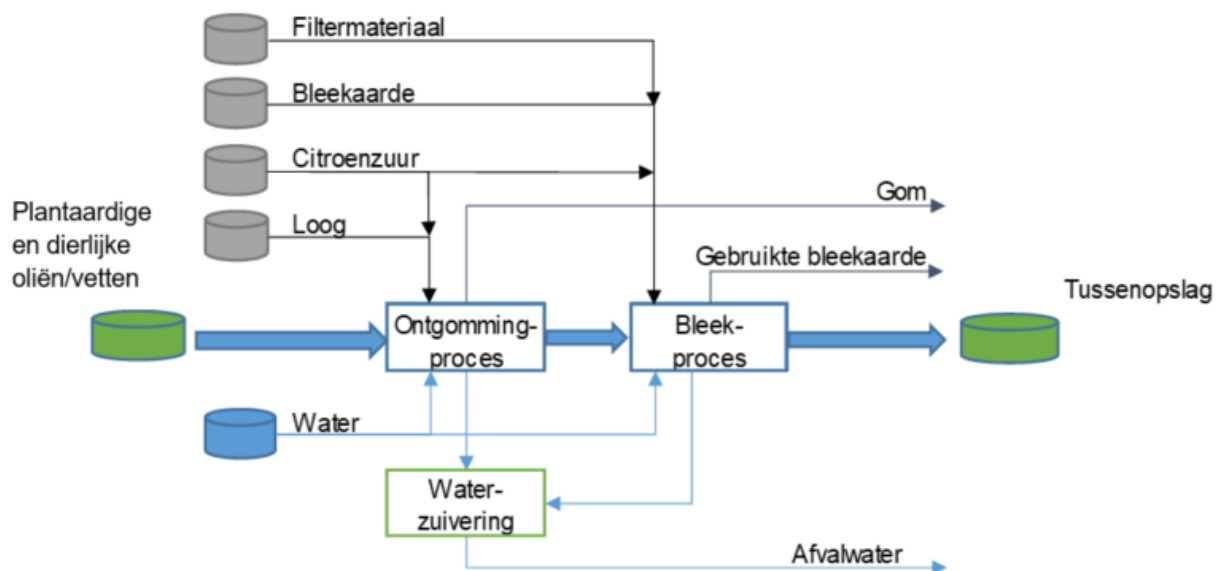 Filtermateriaal
Bleekaarde
Citroenzuur
Gom
Plantaardige
en dierlijke
oliën/vetten
Loog
Gebruikte bleekaarde
Tussenopslag
Ontgomming-
proces
Bleek-
proces
Water
Water-
zuivering
Afvalwater